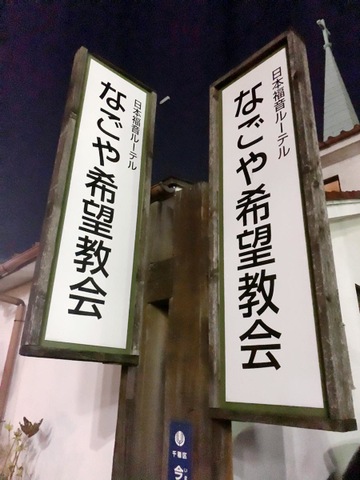 日本福音ルーテル
なごや希望教会
日本福音ルーテル
なごや希望教会
千種区
今